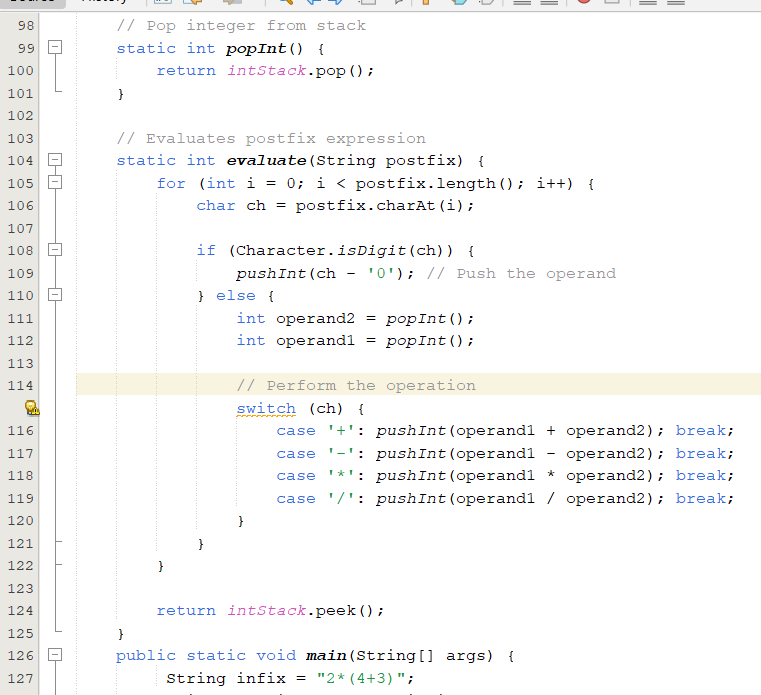 98 // Pop integer from stack
99 static int popInt() {
100 return intStack.pop();
101 }
102
103 // Evaluates postfix expression
104 static int evaluate(String postfix) {
105 for (int i = 0; i < postfix.length(); i++) {
106 char ch = postfix.charAt(i);
107
108 if (Character.isDigit(ch)) {
109 pushInt(ch - '0'); // Push the operand
110 } else {
111 int operand2 = popInt();
112 int operand1 = popInt();
113
114 // Perform the operation
switch (ch) {
116 case '+': pushInt(operand1 + operand2); break;
117 case '-': pushInt(operand1 - operand2); break;
118 case '*': pushInt(operand1 * operand2); break;
119 case '/': pushInt(operand1 / operand2); break;
120 }
121 }
122 }
123
124 return intStack.peek();
125 }
126 public static void main(String[] args) {
127 String infix = "2*(4+3)";